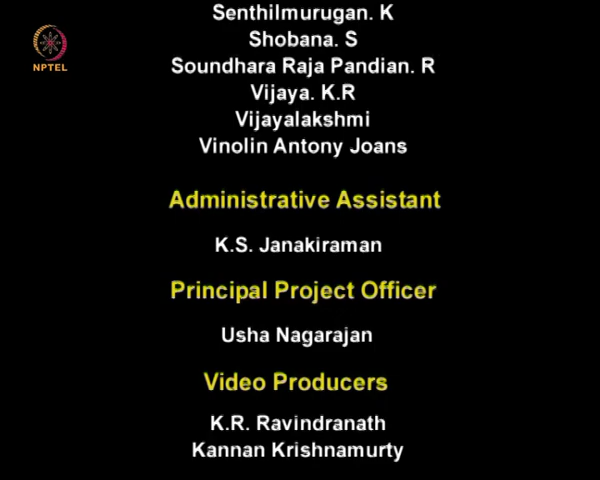 Senthilmurugan. K
Shobana. S
NPTEL
Soundhara Raja Pandian. R
Vijaya. K.R
Vijayalakshmi
Vinolin Antony Joans
Administrative Assistant
K.S. Janakiraman
Principal Project Officer
Usha Nagarajan
Video Producers
K.R. Ravindranath
Kannan Krishnamurty